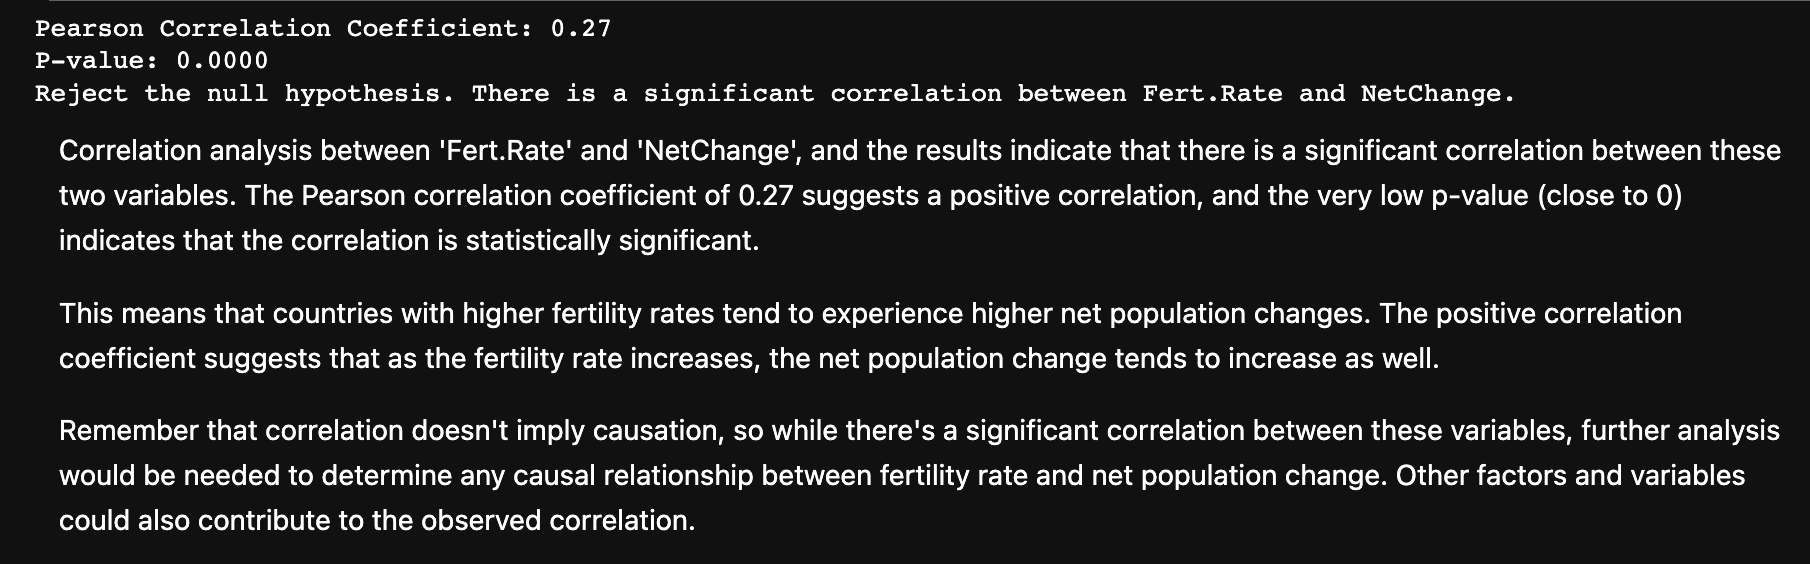 Pearson Correlation Coefficient: 0.27
P-value: 0.0000
Reject the null hypothesis. There is a significant correlation between Fert.Rate and NetChange.
Correlation analysis between 'Fert.Rate' and 'NetChange', and the results indicate that there is a significant correlation between these
two variables. The Pearson correlation coefficient of 0.27 suggests a positive correlation, and the very low p-value (close to 0)
indicates that the correlation is statistically significant.
This means that countries with higher fertility rates tend to experience higher net population changes. The positive correlation
coefficient suggests that as the fertility rate increases, the net population change tends to increase as well.
Remember that correlation doesn't imply causation, so while there's a significant correlation between these variables, further analysis
would be needed to determine any causal relationship between fertility rate and net population change. Other factors and variables
could also contribute to the observed correlation.